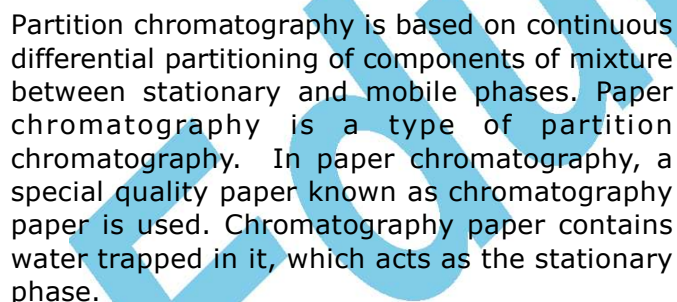 Partition chromatography is based on continuous
differential partitioning of components of mixture
between stationary and mobile phases. Paper
chromatography is a type of partition
chromatography. In paper chromatography, a
special quality paper known as chromatography
paper is used. Chromatography paper contains
water trapped in it, which acts as the stationary
phase.